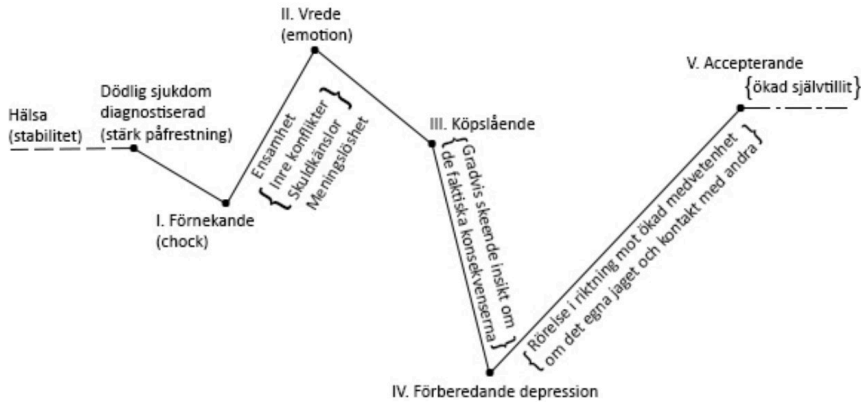 Hälsa
(stabilitet)
Dödlig sjukdom
diagnostiserad
(stärk påfrestning)
I. Förnekande
(chock)
Ensamhet
{Inre konflikter}
{Skuldkänslor
Meningslöshet
II. Vrede
(emotion)
III. Köpslående
{Gradvis skeende insikt om}
{de faktiska konsekvenserna}
IV. Förberedande depression
{Rörelse i riktning mot ökad medvetenhet}
{om det egna jaget och kontakt med andra}
V. Accepterande
{ökad självtillit}